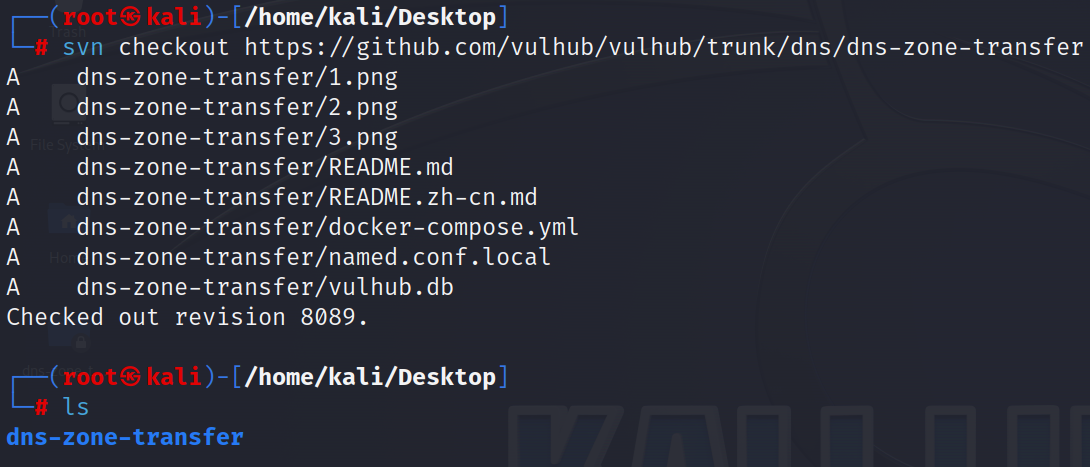 ┌──(root㉿kali)-[/home/kali/Desktop]
└─# svn checkout https://github.com/vulhub/vulhub/trunk/dns/dns-zone-transfer
A    dns-zone-transfer/1.png
A    dns-zone-transfer/2.png
A    dns-zone-transfer/3.png
A    dns-zone-transfer/README.md
A    dns-zone-transfer/README.zh-cn.md
A    dns-zone-transfer/docker-compose.yml
A    dns-zone-transfer/named.conf.local
A    dns-zone-transfer/vulhub.db
Checked out revision 8089.
┌──(root㉿kali)-[/home/kali/Desktop]
└─# ls
dns-zone-transfer